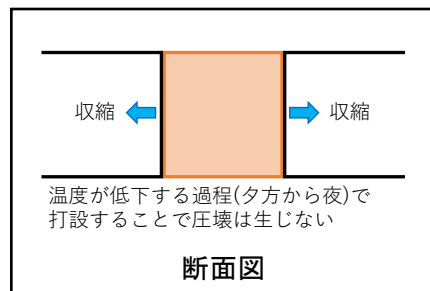 収縮
収縮
温度が低下する過程(夕方から夜)で
打設することで圧壊は生じない
断面図